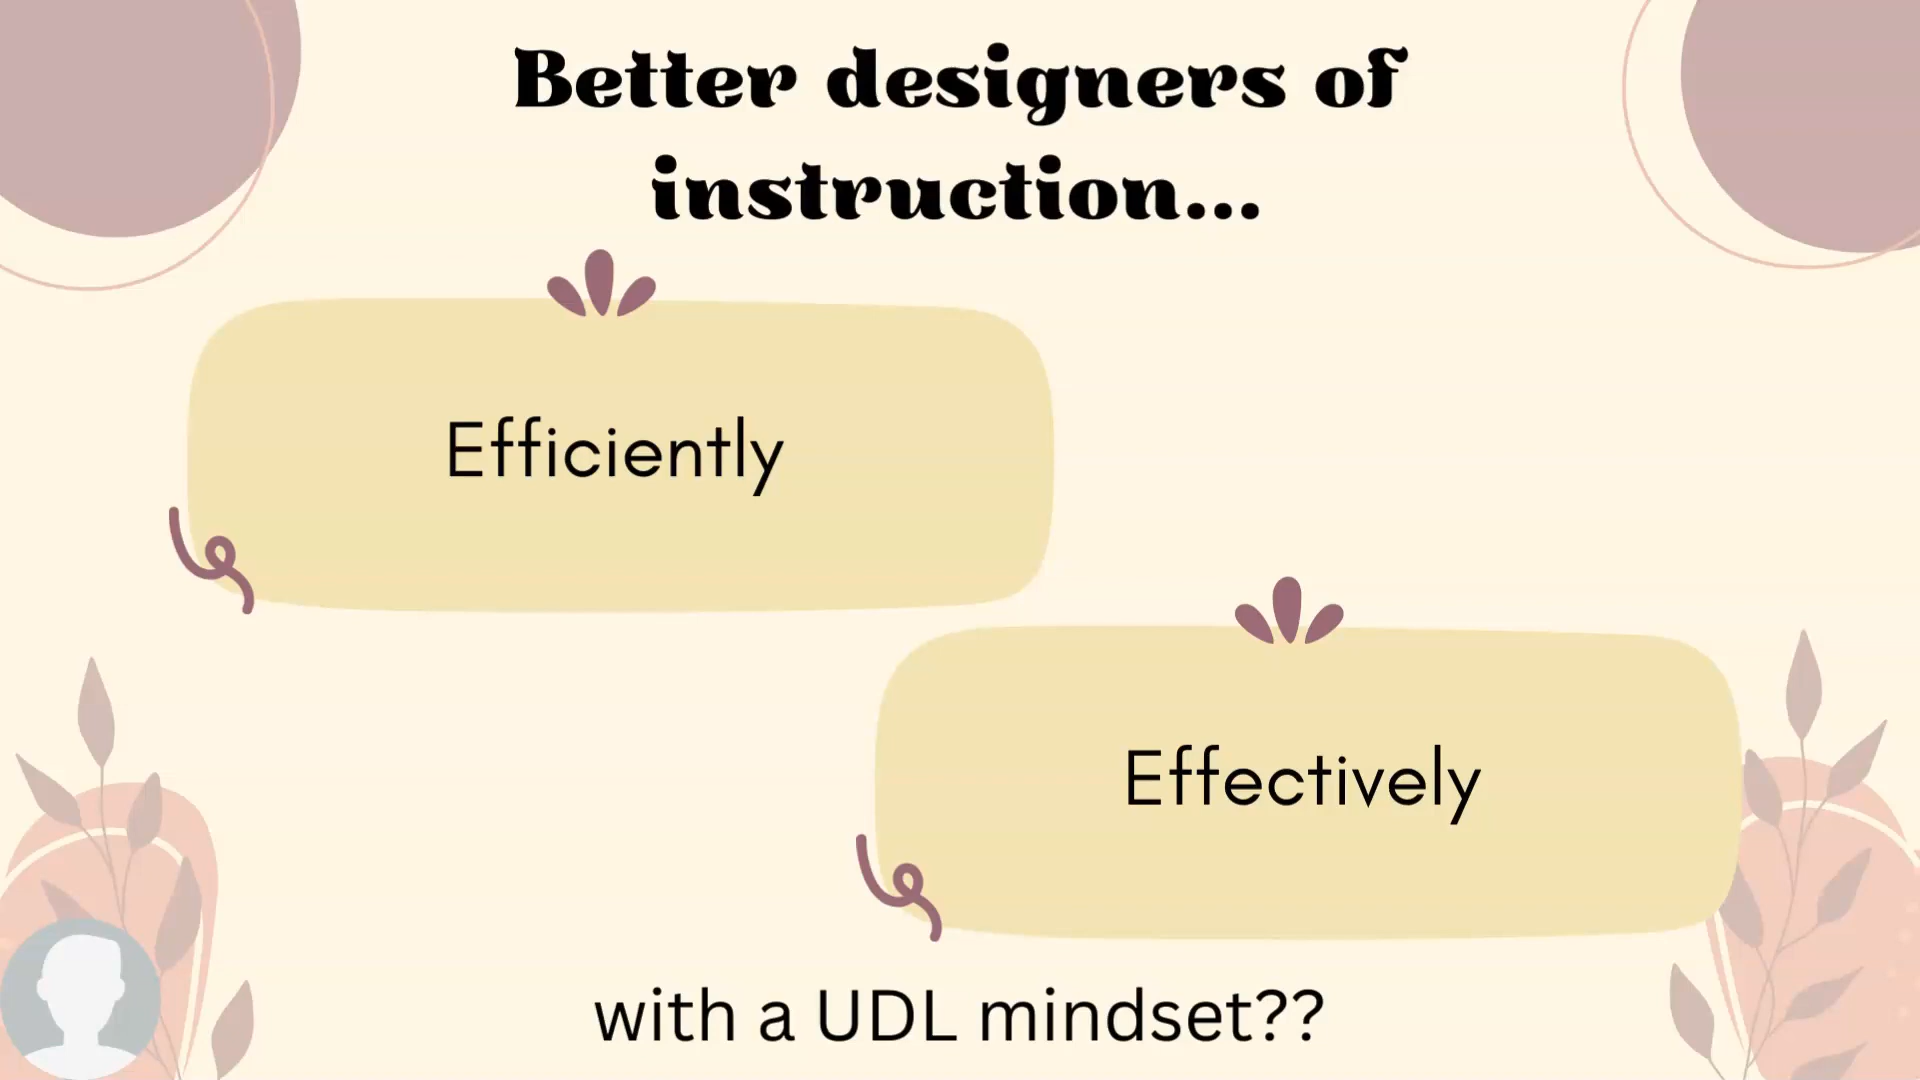 Better designers of
instruction...
Efficiently
Effectively
with a UDL mindset??